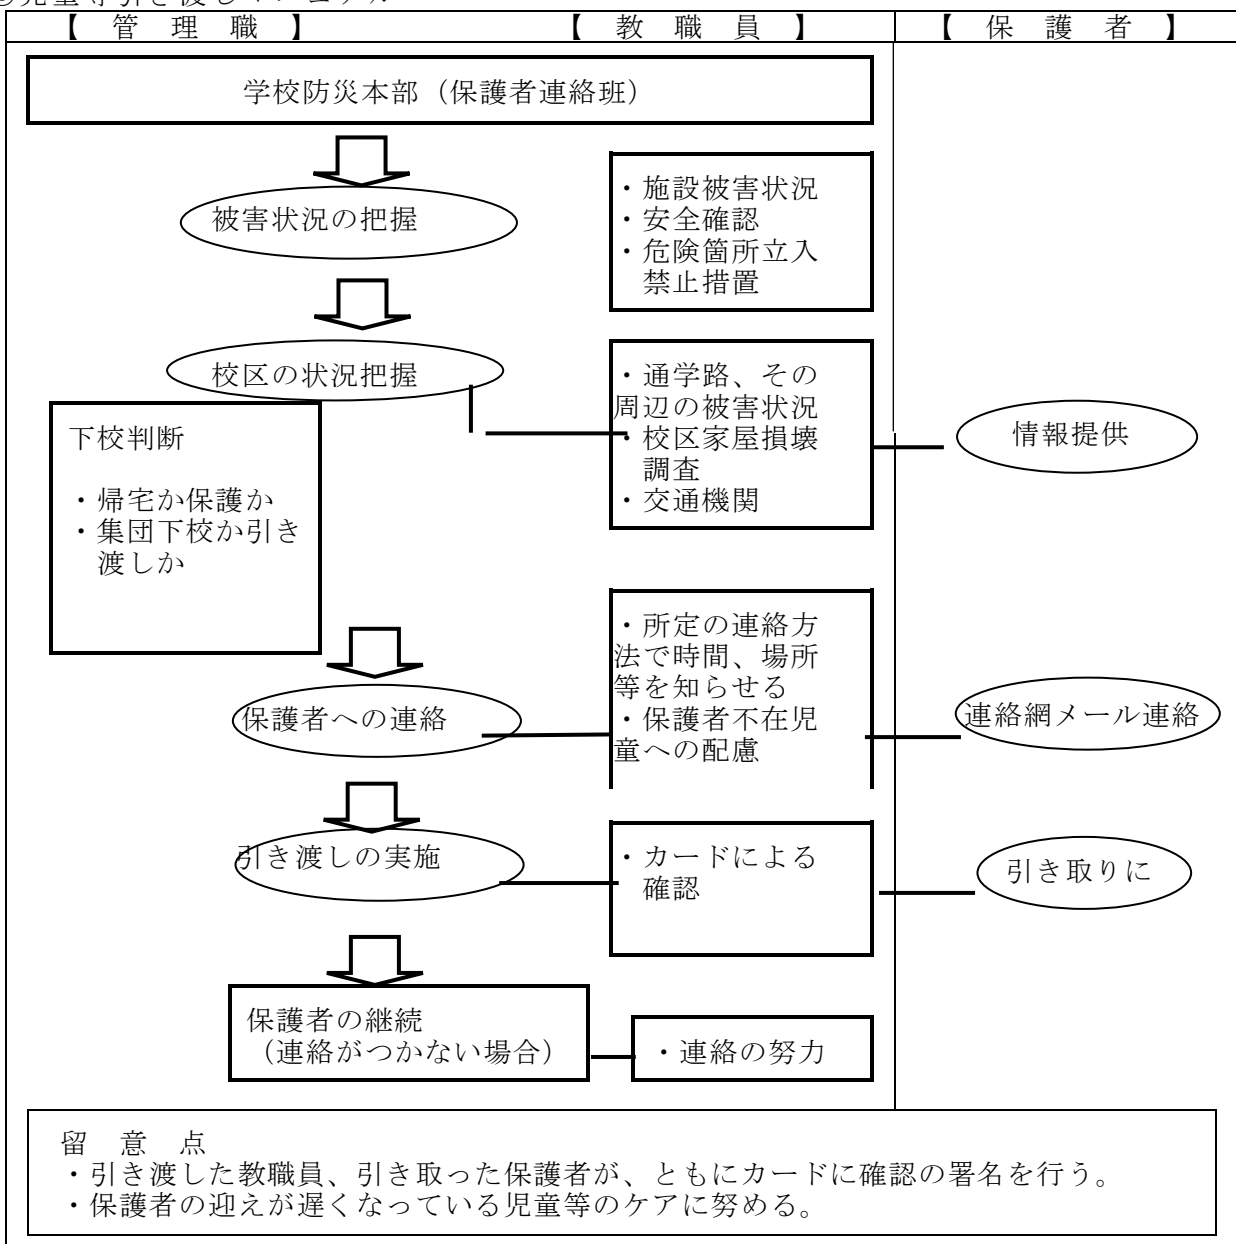 【 管 理 職 】 【 教 職 員 】 【 保 護 者 】
学校防災本部（保護者連絡班）
被害状況の把握
・施設被害状況
・安全確認
・危険箇所立入
禁止措置
校区の状況把握
・通学路、その
周辺の被害状況
・校区家屋損壊
調査
・交通機関
情報提供
下校判断
・帰宅か保護か
・集団下校か引き
渡しか
保護者への連絡
・所定の連絡方
法で時間、場所
等を知らせる
・保護者不在児
童への配慮
連絡網メール連絡
引き渡しの実施
・カードによる
確認
引き取りに
保護者の継続
（連絡がつかない場合）
・連絡の努力
留 意 点
・引き渡した教職員、引き取った保護者が、ともにカードに確認の署名を行う。
・保護者の迎えが遅くなっている児童等のケアに努める。